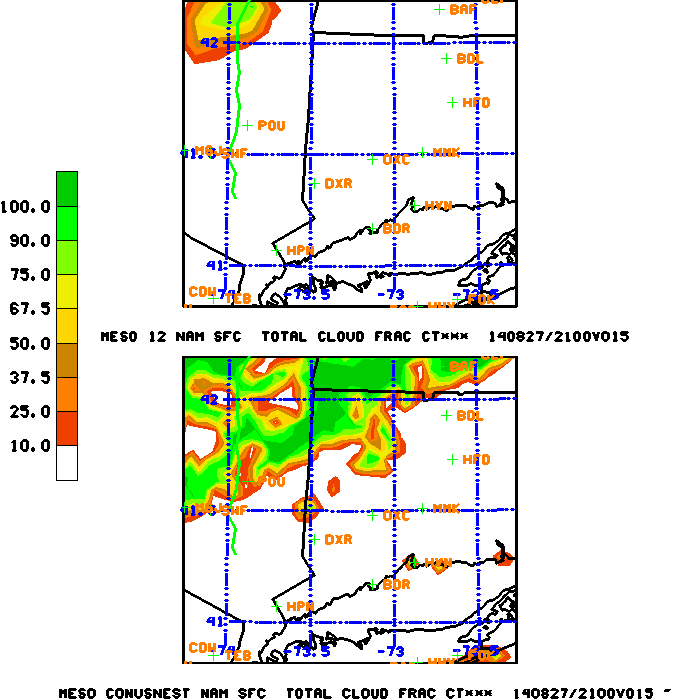 BAF
42
BDL
HFD
POU
SWF
OXC
MMK
DXR
HVN
BDR
HPN
41
CDW
TEB
-73.5
-73
FOK
100.0
90.0
75.0
67.5
50.0
37.5
25.0
10.0
MESO 12 NAM SFC TOTAL CLOUD FRAC CT*** 140827/2100V015
BAF
42
BDL
HFD
OU
SWF
OXC
MMK
DXR
HVN
BDR
HPN
41
CDW
TEB
-73.5
-73
MESO CONUSNEST NAM SFC TOTAL CLOUD FRAC CT*** 140827/2100V015 ~